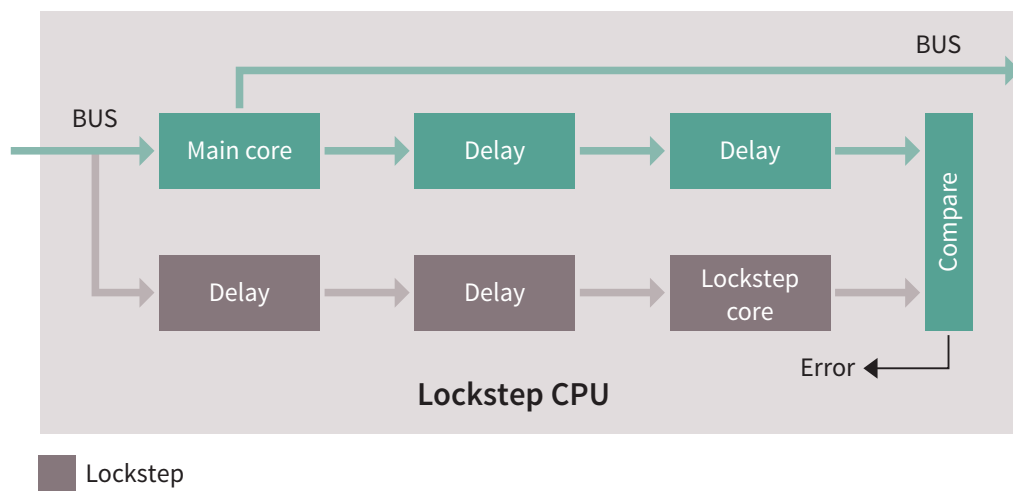 BUS
BUS
Main core
Delay
Delay
Compare
Delay
Delay
Lockstep
core
Error
Lockstep CPU
Lockstep